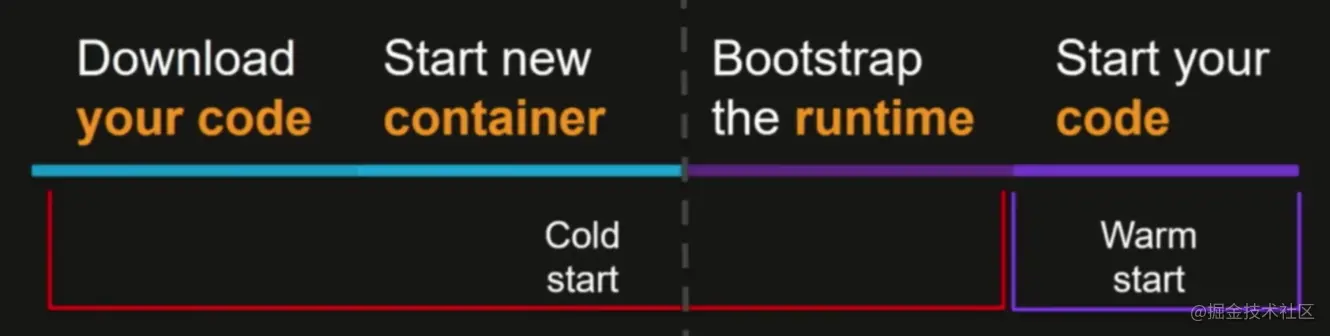 Download
your code
Start new
container
Bootstrap
the runtime
Start your
code
Cold
start
Warm
start
@掘金技术社区